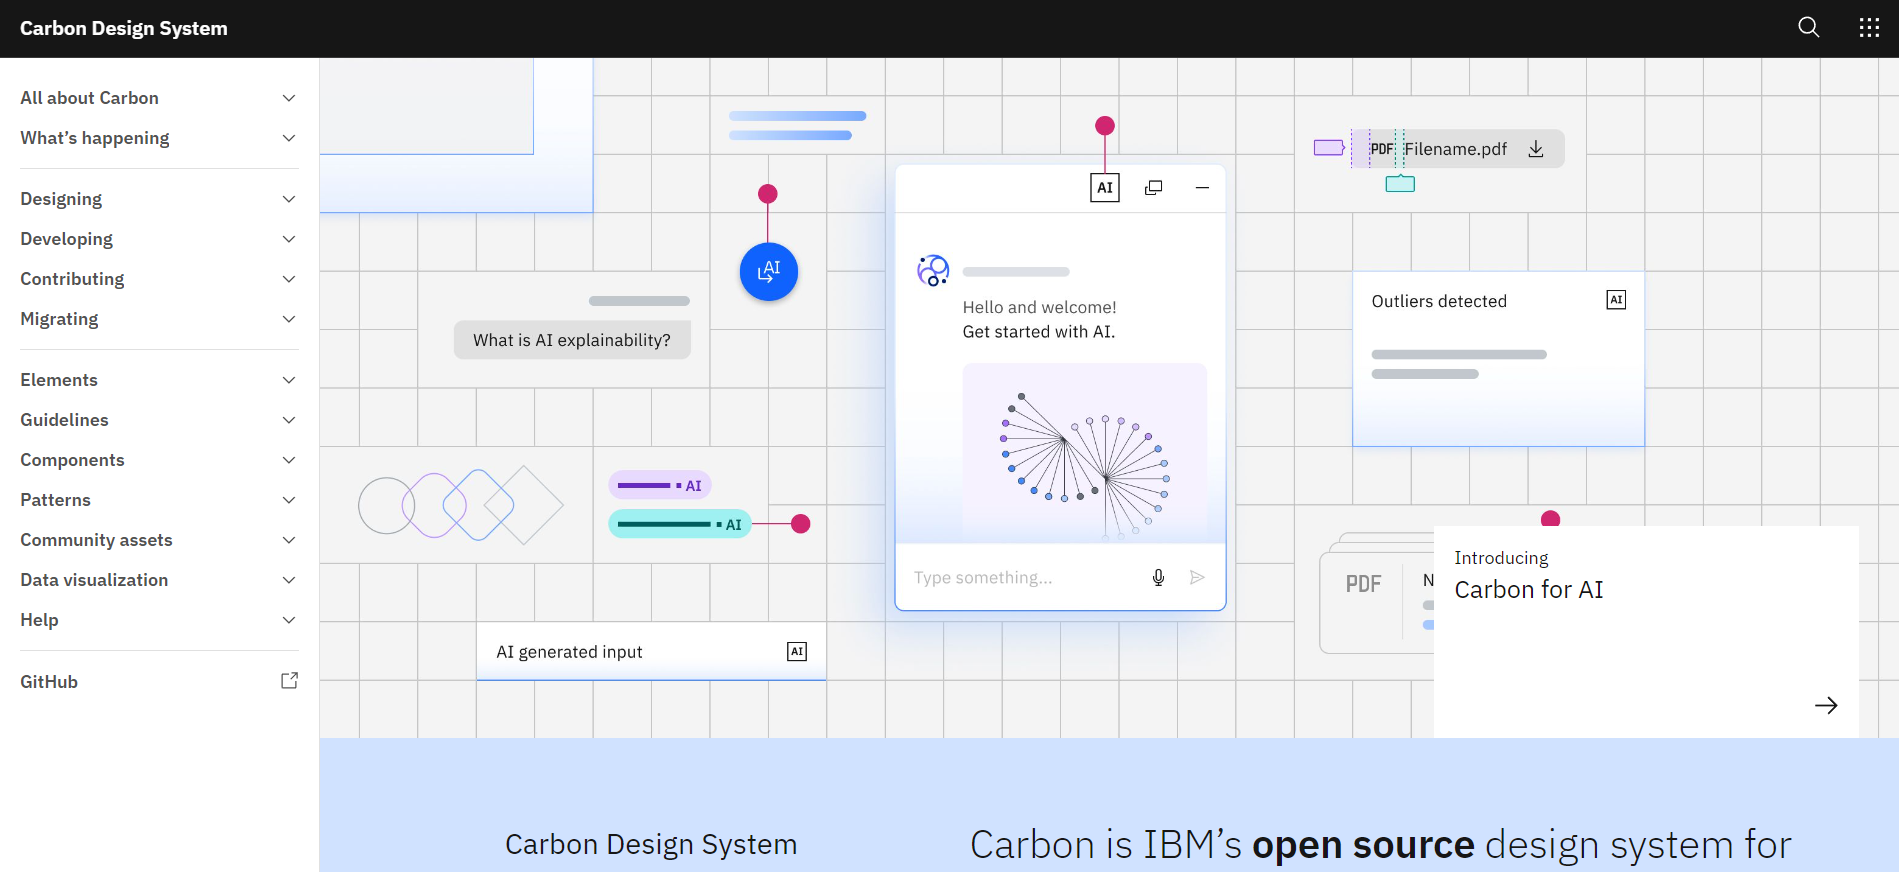 Carbon Design System
All about Carbon
What’s happening
Designing
Developing
Contributing
Migrating
Elements
Guidelines
Components
Patterns
Community assets
Data visualization
Help
GitHub
AI
What is AI explainability?
AI
AI
AI generated input
AI
AI
Hello and welcome!
Get started with AI.
Type something...
PDF Filename.pdf
Outliers detected
AI
PDF
N
Introducing
Carbon for AI
Carbon Design System
Carbon is IBM’s open source design system for